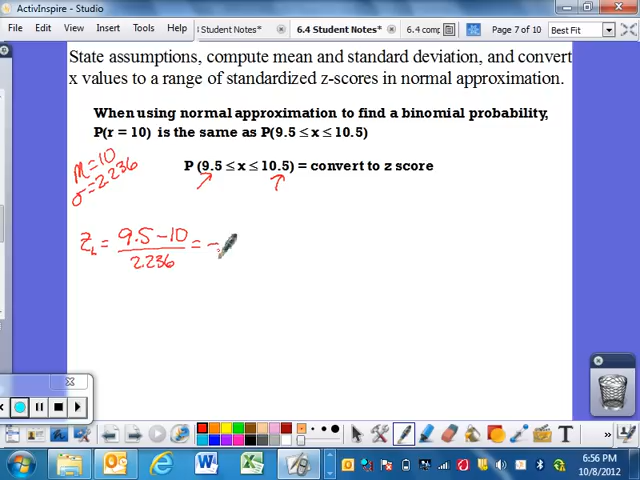 ActivInspire - Studio
File Edit View Insert Tools Help
Student Notes* 6.4 Student Notes* 6.4 comp Page 7 of 10
State assumptions, compute mean and standard deviation, and convert
x values to a range of standardized z-scores in normal approximation.
When using normal approximation to find a binomial probability,
P(r = 10) is the same as P(9.5 ≤ x ≤ 10.5)
μ=10
σ=2.236
P (9.5 ≤ x ≤ 10.5) = convert to z score
Z_L = 9.5-10 = -.
2.236
6:56 PM
10/8/2012